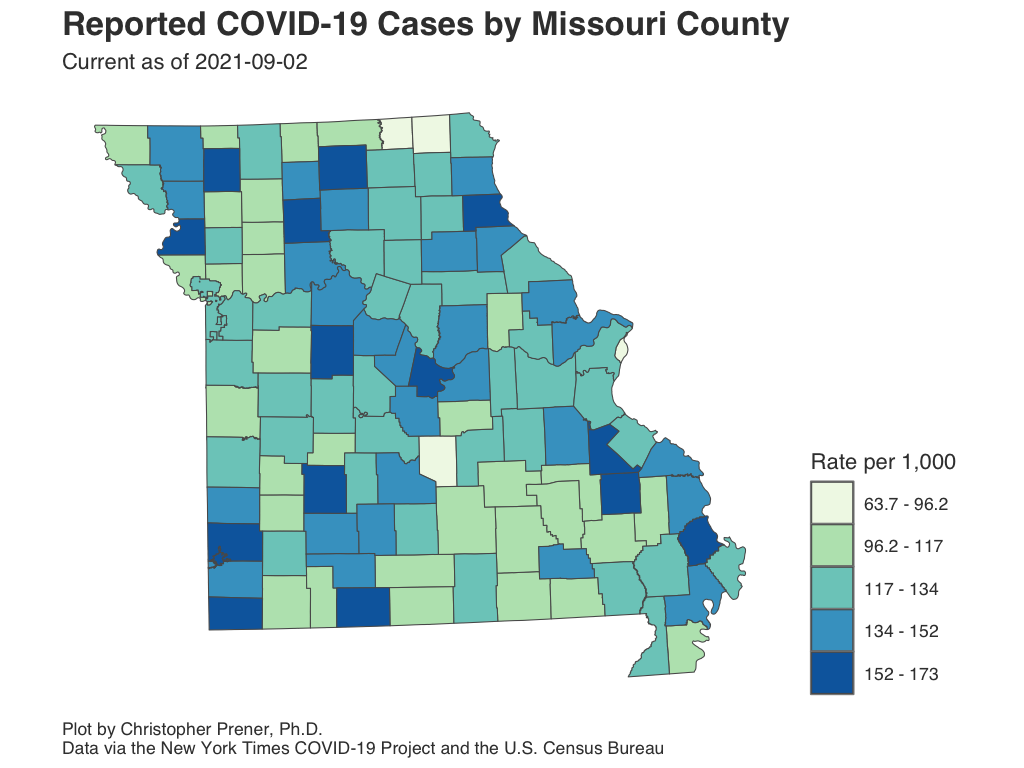 Reported COVID-19 Cases by Missouri County
Current as of 2021-09-02
Rate per 1,000
63.7 - 96.2
96.2 - 117
117 - 134
134 - 152
152 - 173
Plot by Christopher Prener, Ph.D.
Data via the New York Times COVID-19 Project and the U.S. Census Bureau